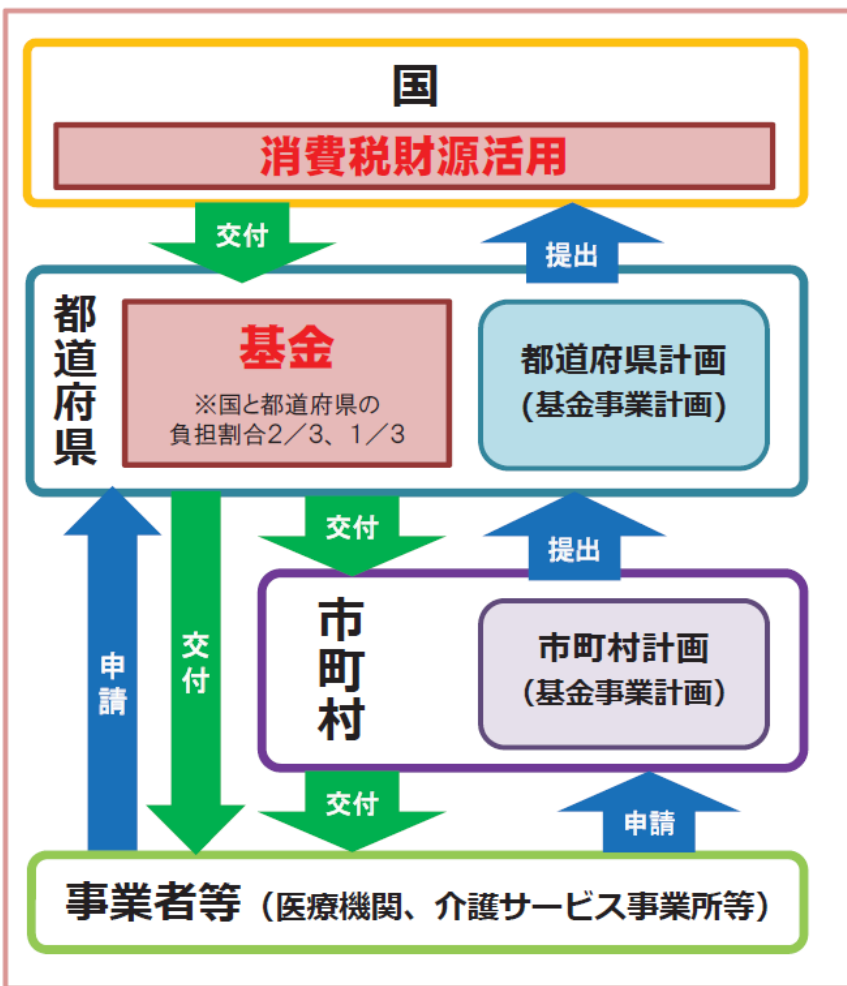 国
消費税財源活用
交付
提出
都道府県
基金
※国と都道府県の
負担割合2／3、1／3
都道府県計画
(基金事業計画)
交付
提出
申請
交付
市町村
市町村計画
(基金事業計画)
交付
申請
事業者等（医療機関、介護サービス事業所等）